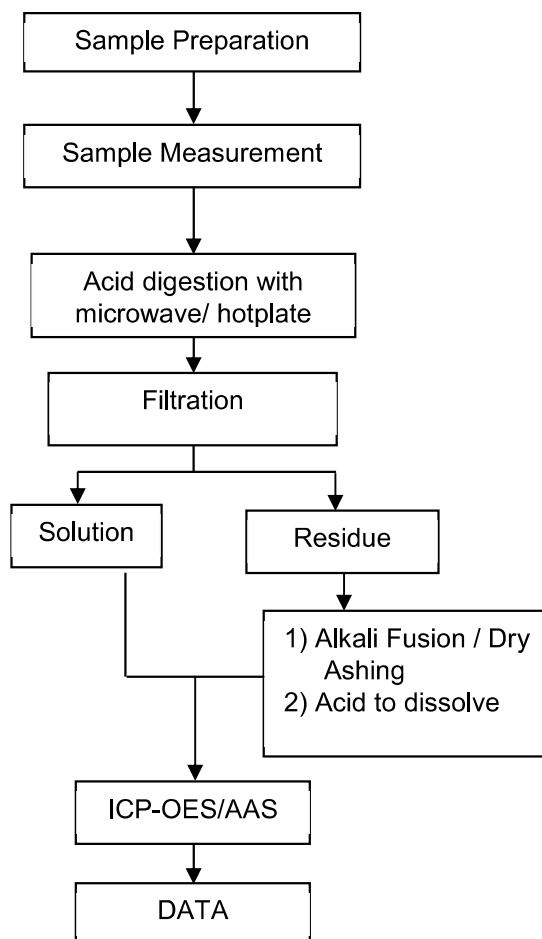 Sample Preparation
Sample Measurement
Acid digestion with
microwave/ hotplate
Filtration
Solution
Residue
1) Alkali Fusion / Dry
Ashing
2) Acid to dissolve
ICP-OES/AAS
DATA